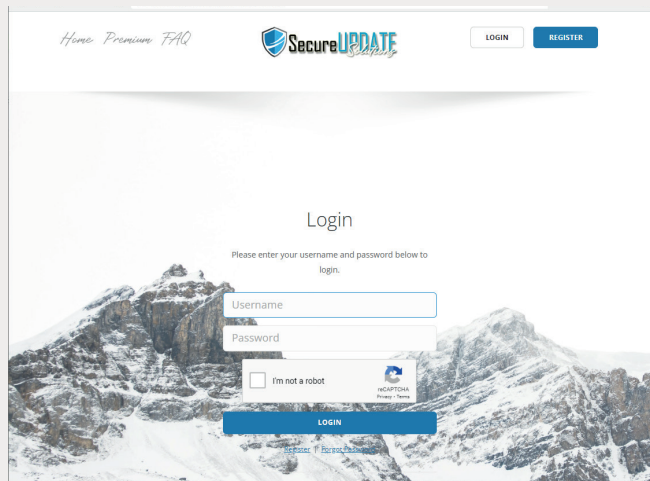 Home Premium FAQ
SecureUPDATE
Solutions
LOGIN
REGISTER
Login
Please enter your username and password below to
login.
Username
Password
I'm not a robot
reCAPTCHA
Privacy - Terms
LOGIN
Register | Forgot Password